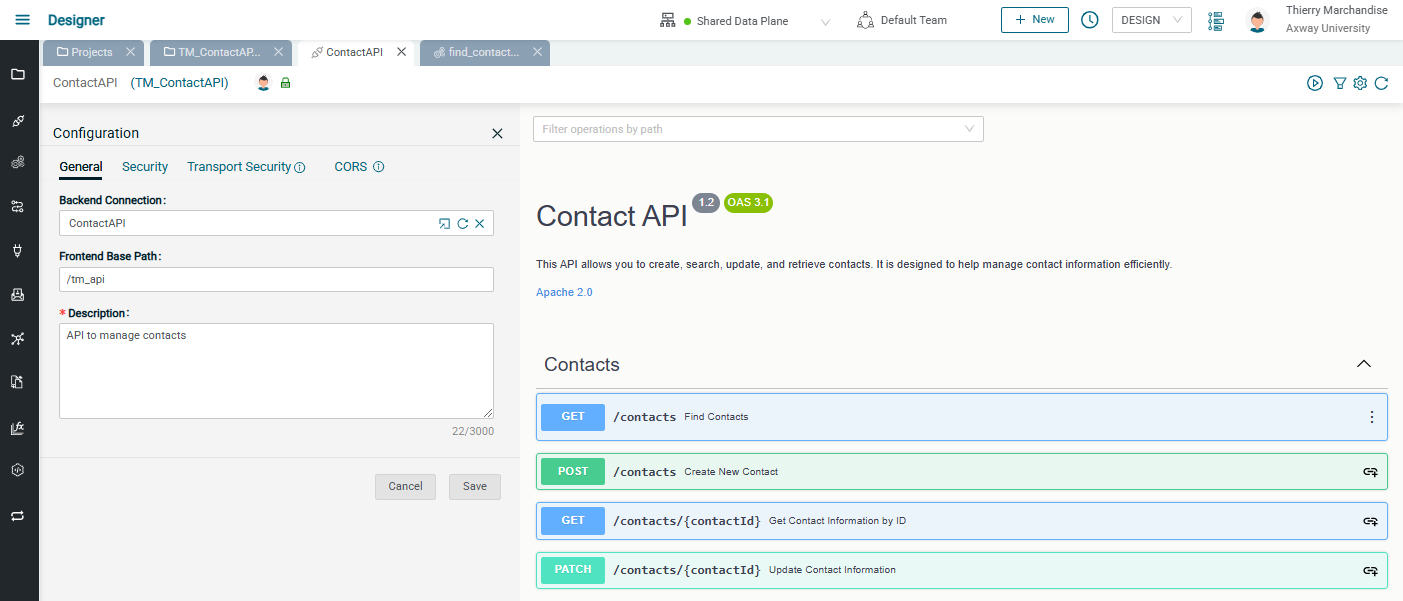 Designer
Shared Data Plane
Default Team
+ New
DESIGN
Thierry Marchandise
Axway University
Projects
TM_ContactAP...
ContactAPI
find_contact...
ContactAPI (TM_ContactAPI)
Configuration
General
Security
Transport Security
CORS
Backend Connection:
ContactAPI
Frontend Base Path:
/tm_api
* Description:
API to manage contacts
22/3000
Cancel
Save
Filter operations by path
Contact API 1.2 OAS 3.1
This API allows you to create, search, update, and retrieve contacts. It is designed to help manage contact information efficiently.
Apache 2.0
Contacts
GET /contacts Find Contacts
POST /contacts Create New Contact
GET /contacts/{contactId} Get Contact Information by ID
PATCH /contacts/{contactId} Update Contact Information